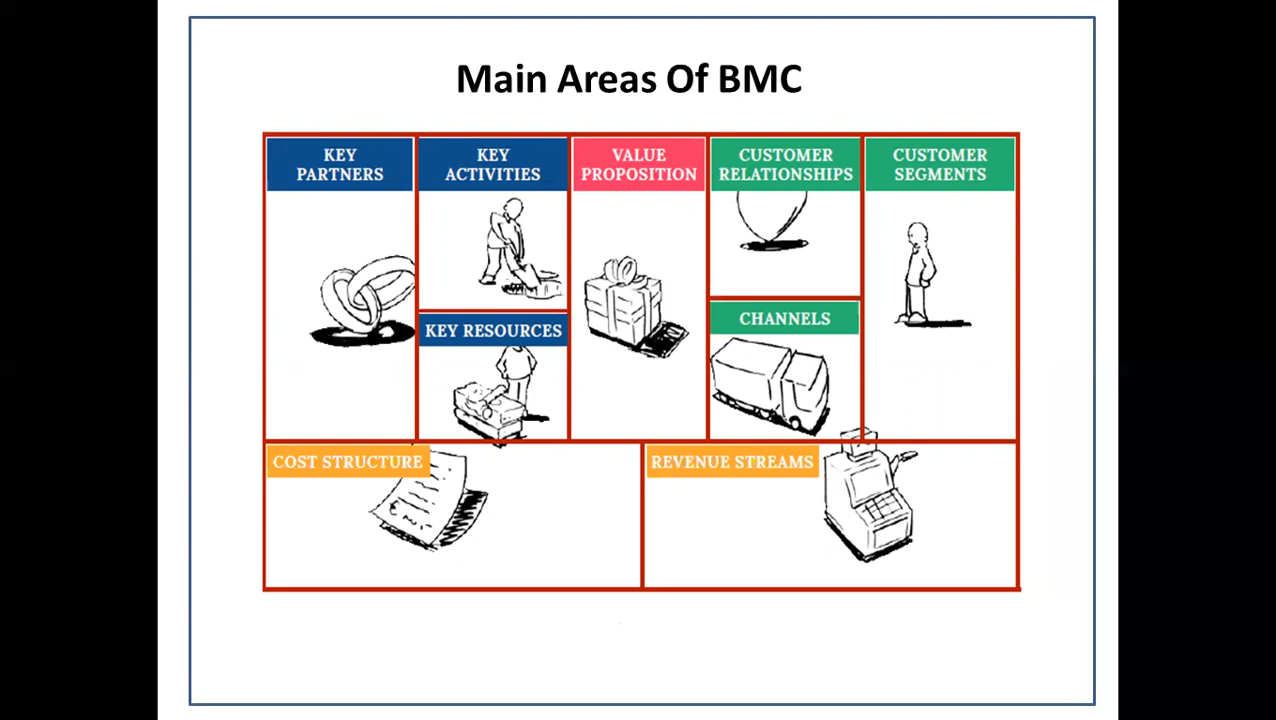 Main Areas Of BMC
KEY
PARTNERS
KEY
ACTIVITIES
VALUE
PROPOSITION
CUSTOMER
RELATIONSHIPS
CUSTOMER
SEGMENTS
KEY RESOURCES
CHANNELS
COST STRUCTURE
REVENUE STREAMS